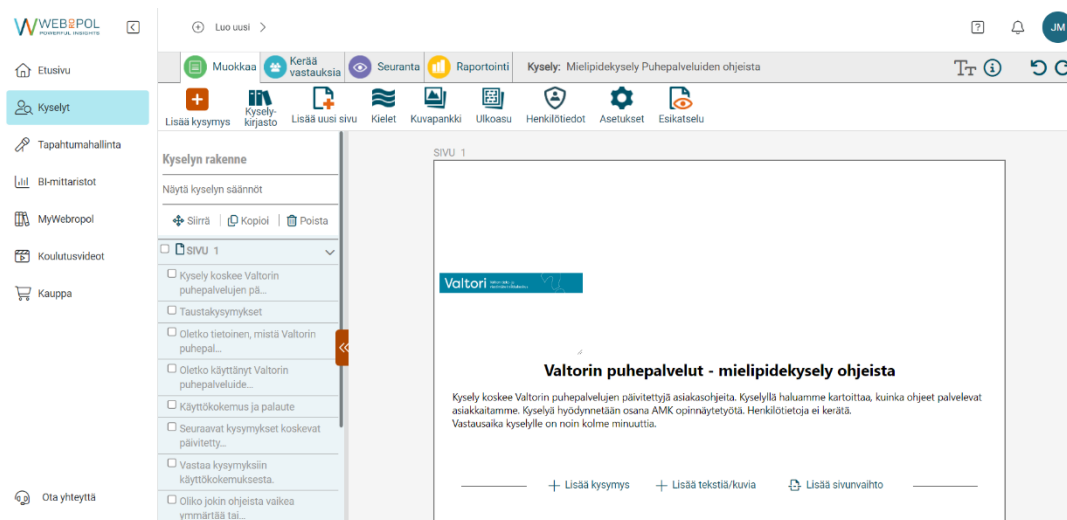 WEBROPOL
POWERFUL INSIGHTS
Luo uusi
?
JM
Etusivu
Kyselyt
Tapahtumahallinta
BI-mittaristot
MyWebropol
Koulutusvideot
Kauppa
Ota yhteyttä
Muokkaa
Kerää
vastauksia
Seuranta
Raportointi
Kysely: Mielipidekysely Puhepalveluiden ohjeista
Lisää kysymys
Kysely-
kirjasto
Lisää uusi sivu
Kielet
Kuvapankki
Ulkoasu
Henkilötiedot
Asetukset
Esikatselu
Kyselyn rakenne
Näytä kyselyn säännöt
Siirrä
Kopioi
Poista
SIVU 1
Kysely koskee Valtorin
puhepalvelujen pä...
Taustakysymykset
Oletko tietoinen, mistä Valtorin
puhepal...
Oletko käyttänyt Valtorin
puhepalveluide...
Käyttökokemus ja palaute
Seuraavat kysymykset koskevat
päivitetty...
Vastaa kysymyksiin
käyttökokemuksesta.
Oliko jokin ohjeista vaikea
ymmärtää tai...
SIVU 1
Valtori
Valtorin puhepalvelut - mielipidekysely ohjeista
Kysely koskee Valtorin puhepalvelujen päivitettyjä asiakasohjeita. Kyselyllä haluamme kartoittaa, kuinka ohjeet palvelevat
asiakkaitamme. Kyselyä hyödynnetään osana AMK opinnäytetyötä. Henkilötietoja ei kerätä.
Vastausaika kyselylle on noin kolme minuuttia.
Lisää kysymys
Lisää tekstiä/kuvia
Lisää sivunvaihto